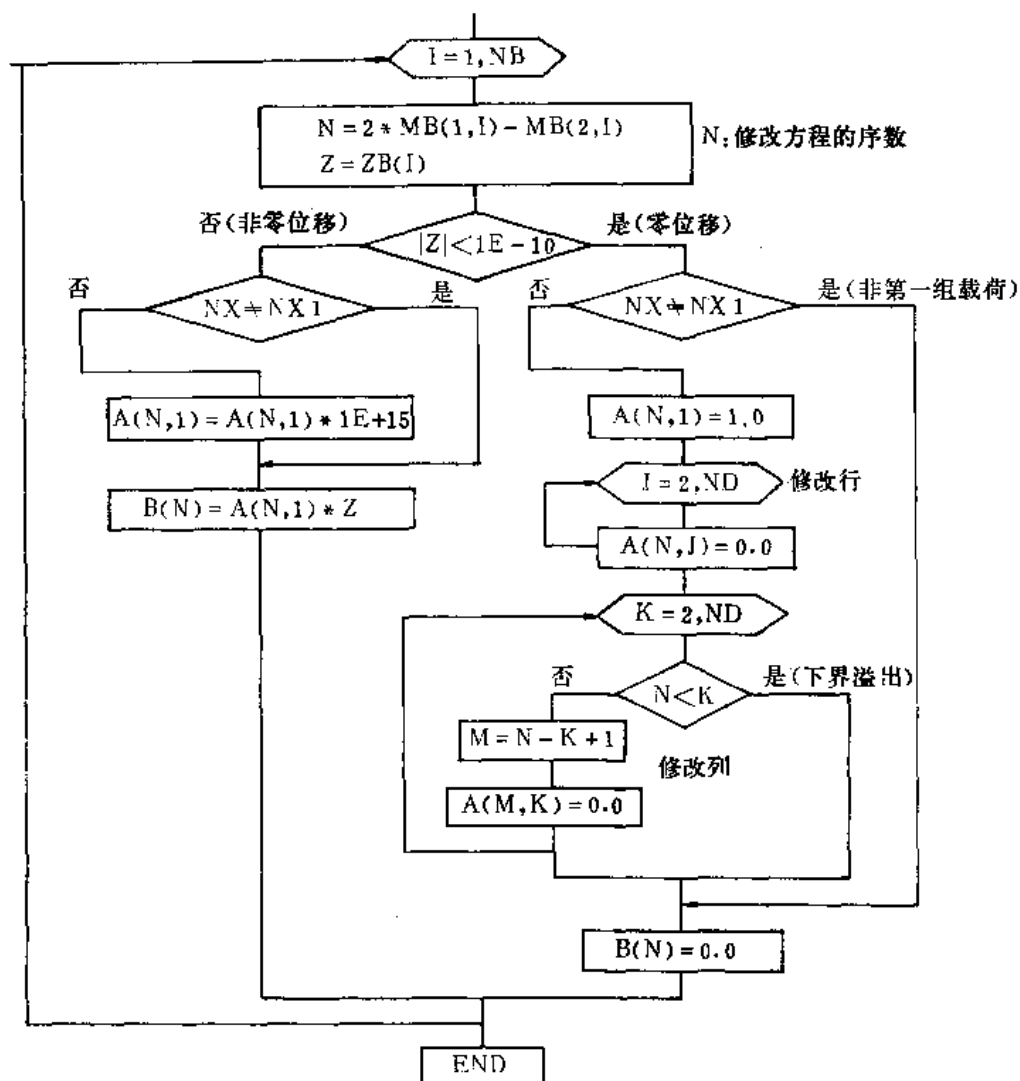 I=1,NB
N=2*MB(1,I)-MB(2,I)
Z=ZB(I)
N:修改方程的序数
否(非零位移)
|Z|<1E-10
是(零位移)
否
NX≠NX1
是
否
NX≠NX1
是(非第一组载荷)
A(N,1)=A(N,1)*1E+15
B(N)=A(N,1)*Z
A(N,1)=1.0
J=2,ND
修改行
A(N,J)=0.0
K=2,ND
否
N<K
是(下界溢出)
M=N-K+1
修改列
A(M,K)=0.0
B(N)=0.0
END